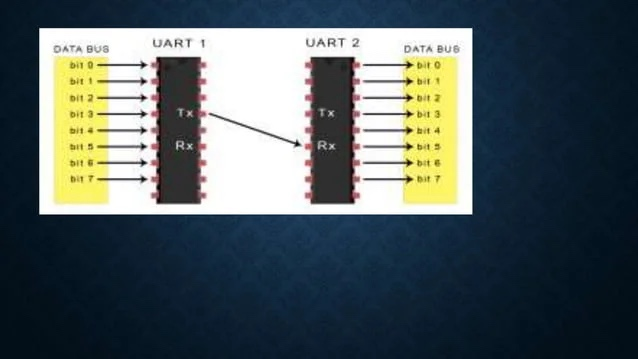 UART 1
UART 2
DATA BUS
DATA BUS
bit 0
bit 1
bit 2
bit 3
bit 4
bit 5
bit 6
bit 7
Tx
Rx
Tx
Rx
bit 0
bit 1
bit 2
bit 3
bit 4
bit 5
bit 6
bit 7